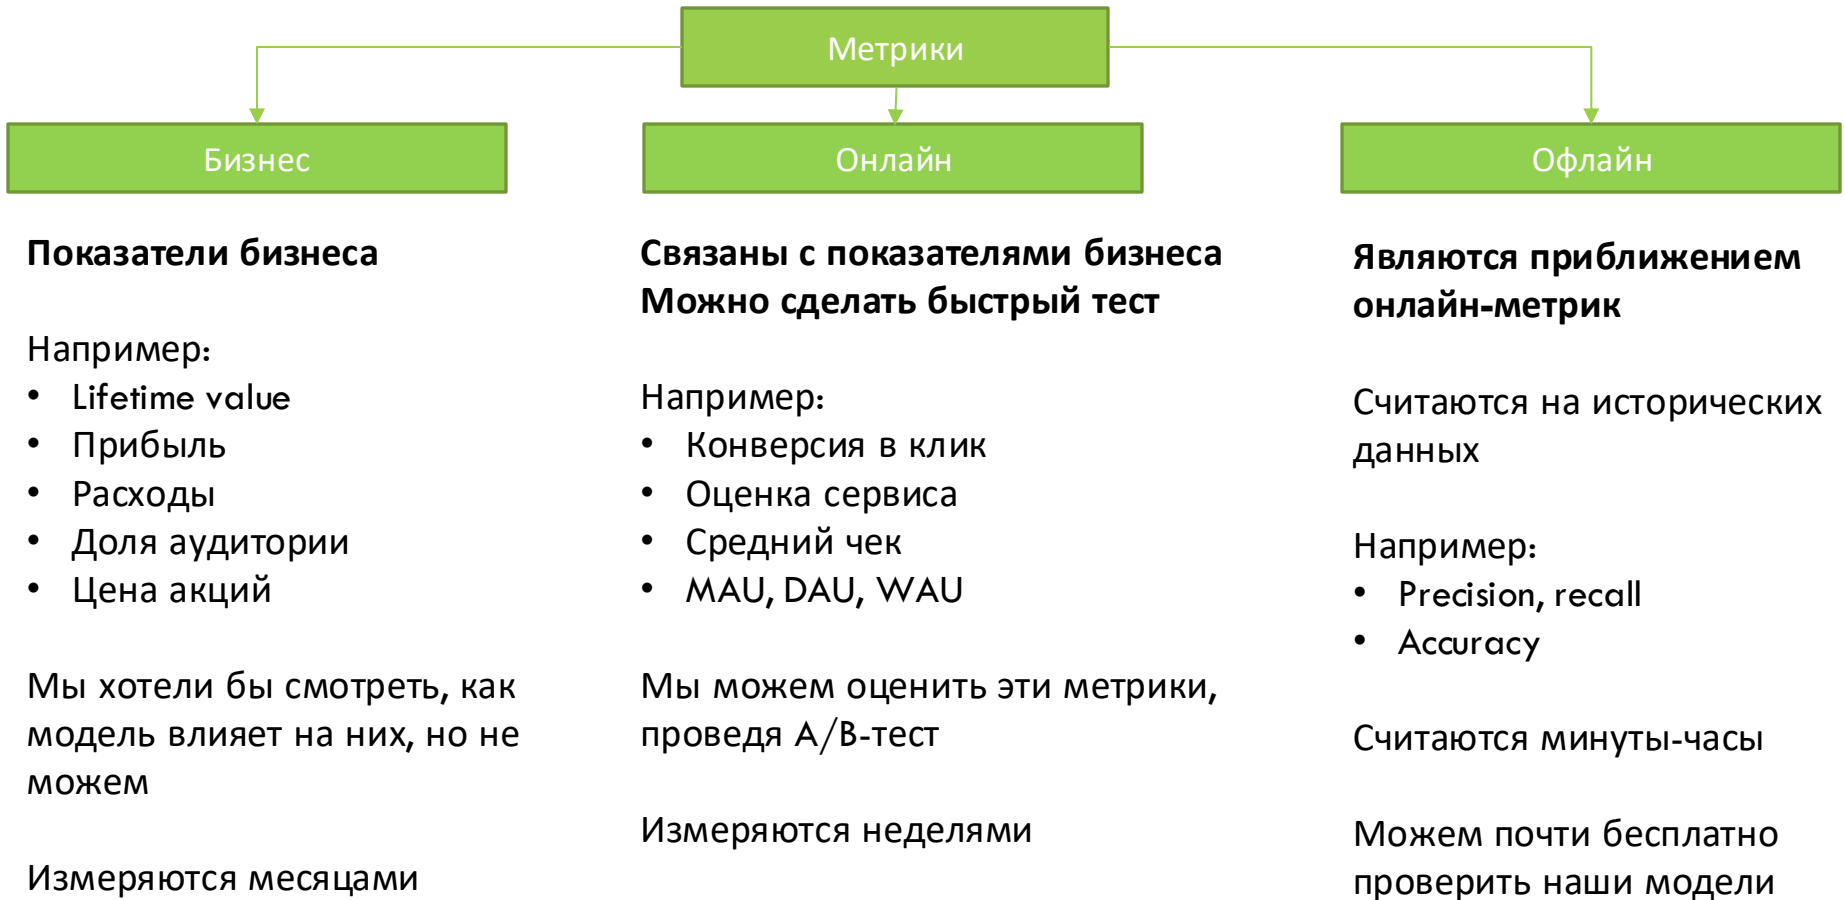 Метрики
Бизнес
Онлайн
Офлайн
Показатели бизнеса
Например:
• Lifetime value
• Прибыль
• Расходы
• Доля аудитории
• Цена акций
Мы хотели бы смотреть, как
модель влияет на них, но не
можем
Измеряются месяцами
Связаны с показателями бизнеса
Можно сделать быстрый тест
Например:
• Конверсия в клик
• Оценка сервиса
• Средний чек
• MAU, DAU, WAU
Мы можем оценить эти метрики,
проведя A/B-тест
Измеряются неделями
Являются приближением
онлайн-метрик
Считаются на исторических
данных
Например:
• Precision, recall
• Accuracy
Считаются минуты-часы
Можем почти бесплатно
проверить наши модели